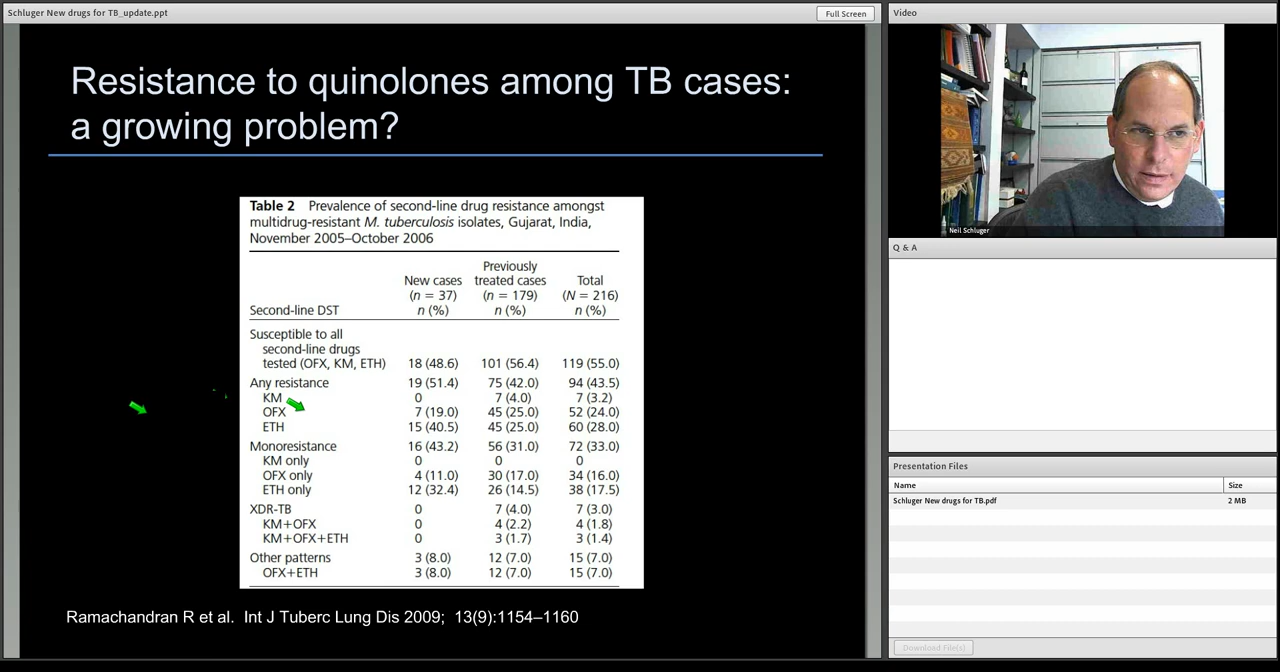 Schluger New drugs for TB_update.ppt
Full Screen
Resistance to quinolones among TB cases:
a growing problem?
Table 2 Prevalence of second-line drug resistance amongst
multidrug-resistant M. tuberculosis isolates, Gujarat, India,
November 2005–October 2006
Previously
New cases treated cases Total
(n = 37) (n = 179) (N = 216)
Second-line DST n (%) n (%) n (%)
Susceptible to all
second-line drugs
tested (OFX, KM, ETH) 18 (48.6) 101 (56.4) 119 (55.0)
Any resistance 19 (51.4) 75 (42.0) 94 (43.5)
KM 0 7 (4.0) 7 (3.2)
OFX 7 (19.0) 45 (25.0) 52 (24.0)
ETH 15 (40.5) 45 (25.0) 60 (28.0)
Monoresistance 16 (43.2) 56 (31.0) 72 (33.0)
KM only 0 0 0
OFX only 4 (11.0) 30 (17.0) 34 (16.0)
ETH only 12 (32.4) 26 (14.5) 38 (17.5)
XDR-TB 0 7 (4.0) 7 (3.0)
KM+OFX 0 4 (2.2) 4 (1.8)
KM+OFX+ETH 0 3 (1.7) 3 (1.4)
Other patterns 3 (8.0) 12 (7.0) 15 (7.0)
OFX+ETH 3 (8.0) 12 (7.0) 15 (7.0)
Ramachandran R et al. Int J Tuberc Lung Dis 2009; 13(9):1154–1160
Video
Neil Schluger
Q & A
Presentation Files
Name Size
Schluger New drugs for TB.pdf 2 MB
Download File(s)